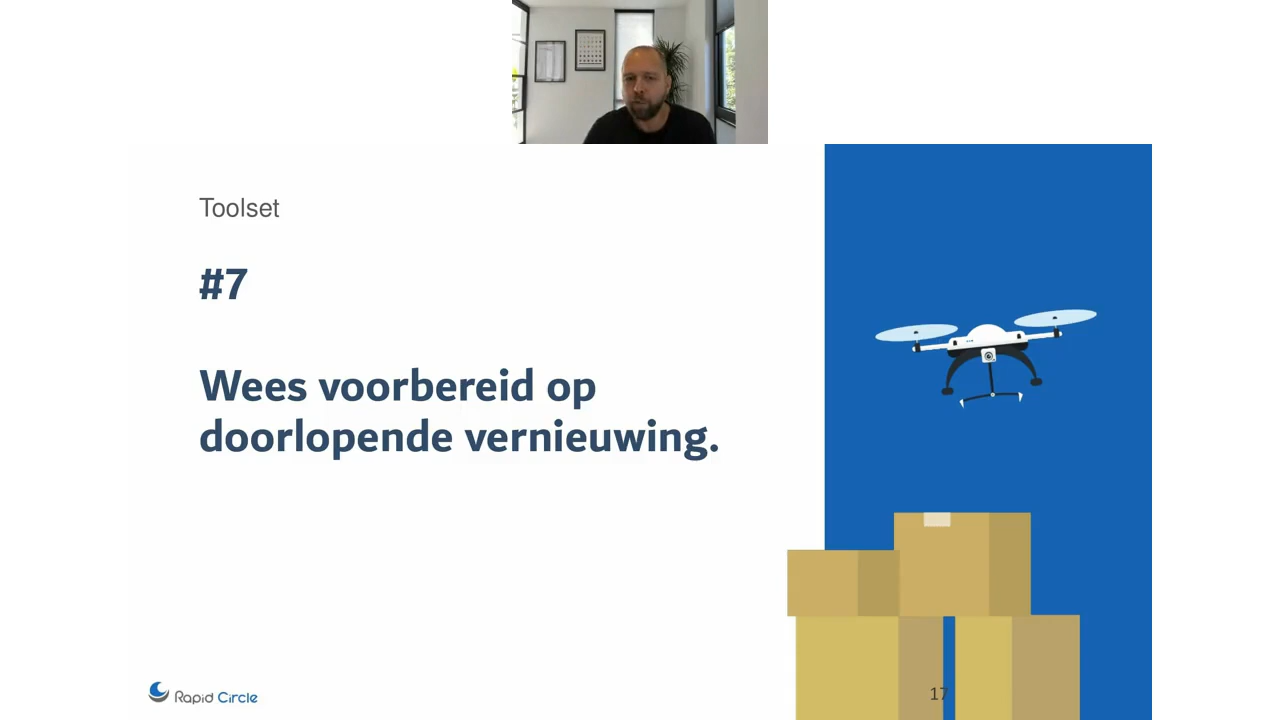 Toolset
#7
Wees voorbereid op
doorlopende vernieuwing.
Rapid Circle
17